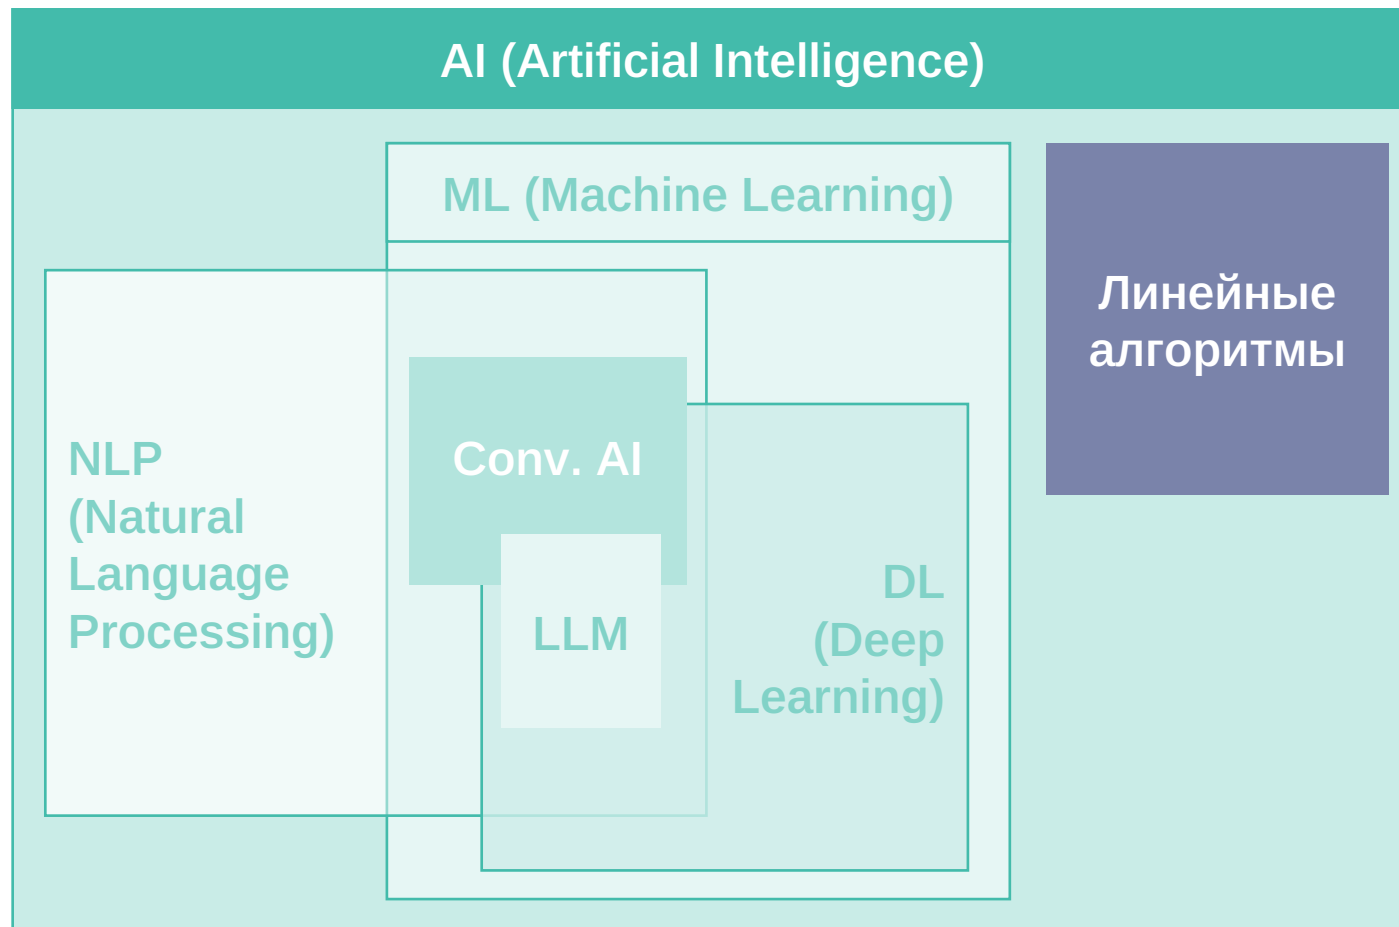 AI (Artificial Intelligence)
ML (Machine Learning)
Линейные
алгоритмы
Conv. AI
NLP
(Natural
Language
Processing)
LLM
DL
(Deep
Learning)